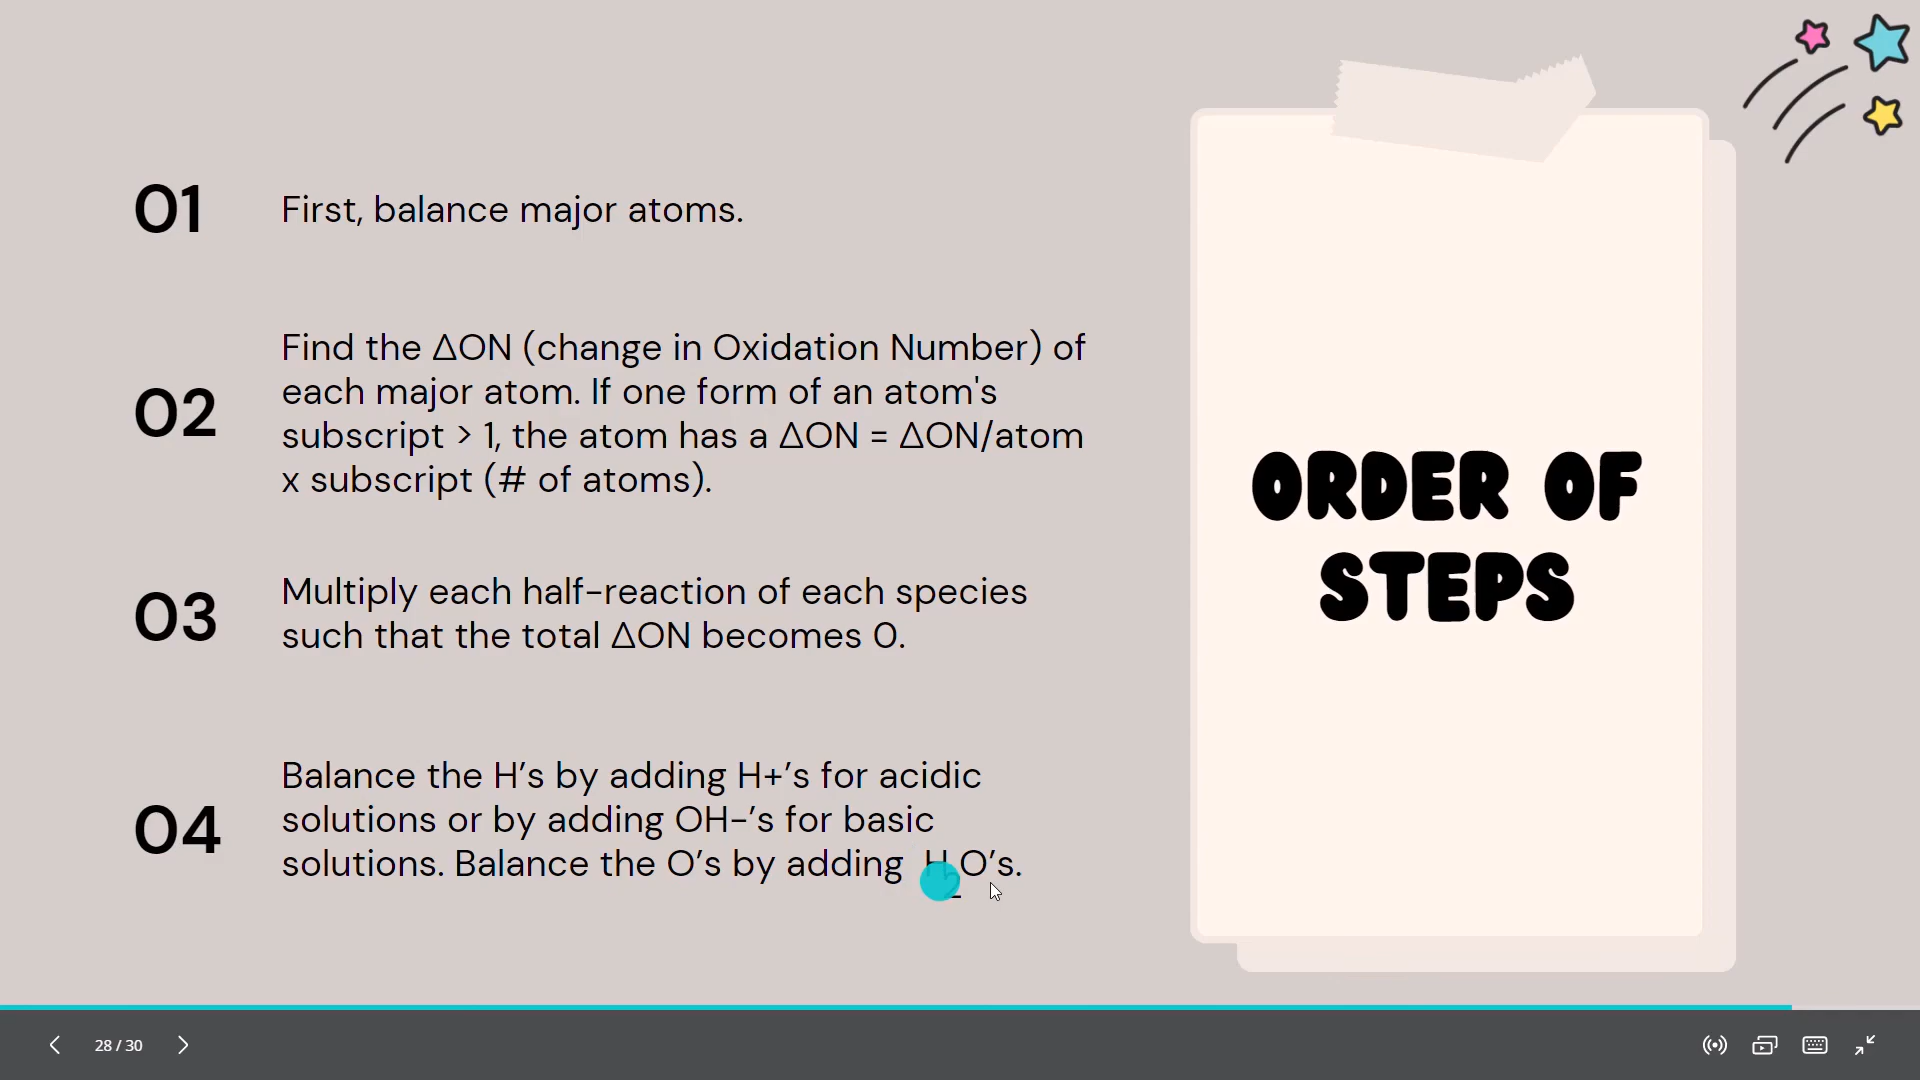 01
First, balance major atoms.
02
Find the ΔON (change in Oxidation Number) of
each major atom. If one form of an atom's
subscript > 1, the atom has a ΔON = ΔON/atom
x subscript (# of atoms).
03
Multiply each half-reaction of each species
such that the total ΔON becomes 0.
04
Balance the H’s by adding H+’s for acidic
solutions or by adding OH-’s for basic
solutions. Balance the O’s by adding H₂O’s.
ORDER OF
STEPS
28 / 30